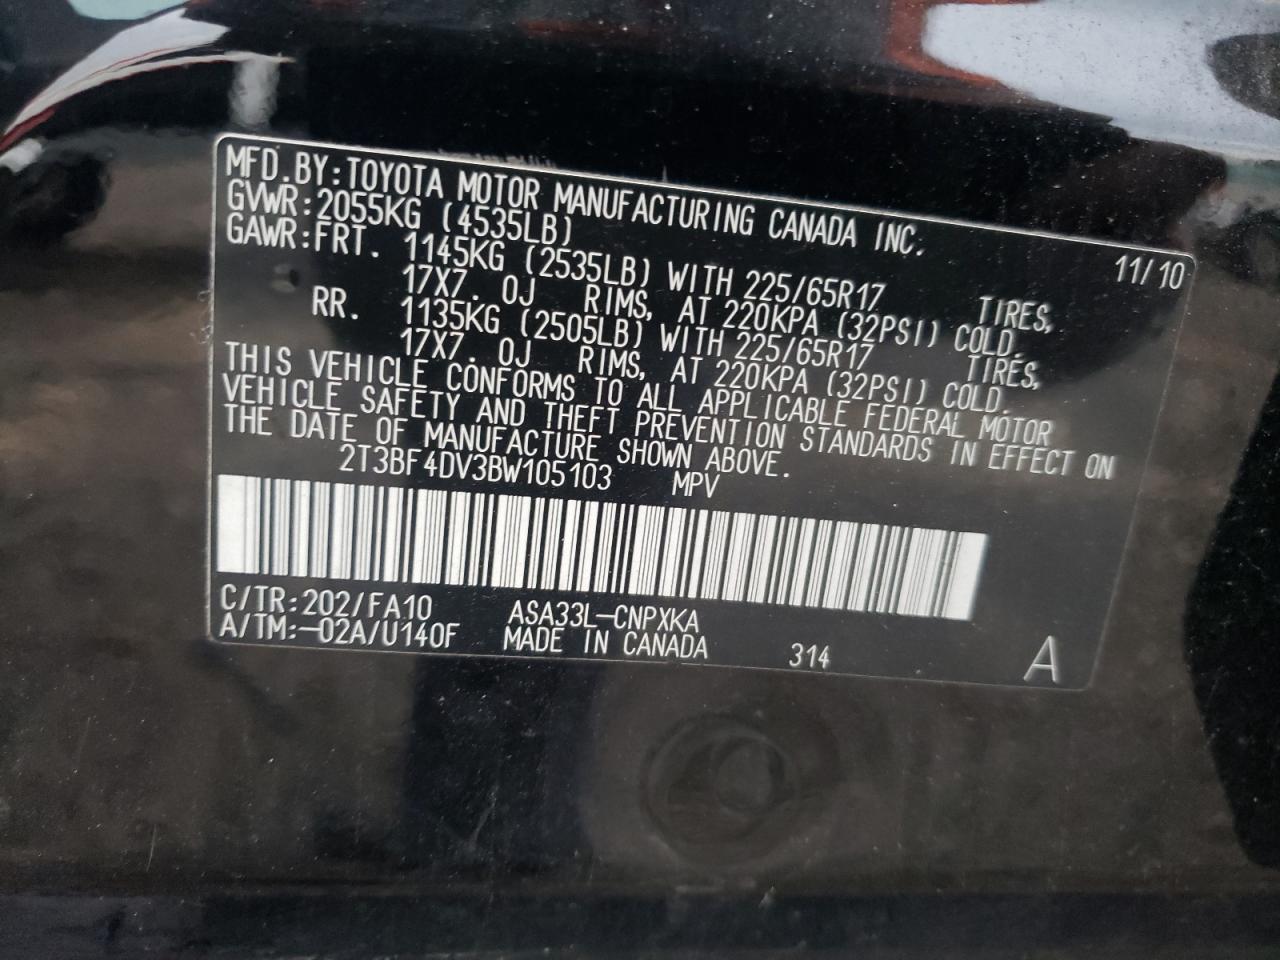 MFD.BY:TOYOTA MOTOR MANUFACTURING CANADA INC.
GVWR:2055KG (4535LB) 11/10
GAWR:FRT. 1145KG (2535LB) WITH 225/65R17 TIRES,
17X7.0J RIMS, AT 220KPA (32PSI) COLD.
RR. 1135KG (2505LB) WITH 225/65R17 TIRES,
17X7.0J RIMS, AT 220KPA (32PSI) COLD.
THIS VEHICLE CONFORMS TO ALL APPLICABLE FEDERAL MOTOR
VEHICLE SAFETY AND THEFT PREVENTION STANDARDS IN EFFECT ON
THE DATE OF MANUFACTURE SHOWN ABOVE.
2T3BF4DV3BW105103 MPV
C/TR:202/FA10 ASA33L-CNPXKA
A/TM:-02A/U140F MADE IN CANADA 314 A